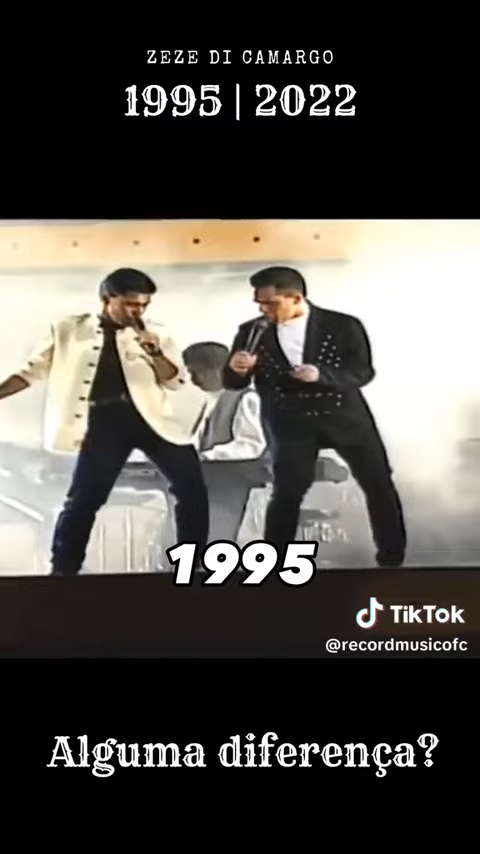 ZEZE DI CAMARGO
1995 | 2022
1995
TikTok
@recordmusicofc
Alguma diferença?